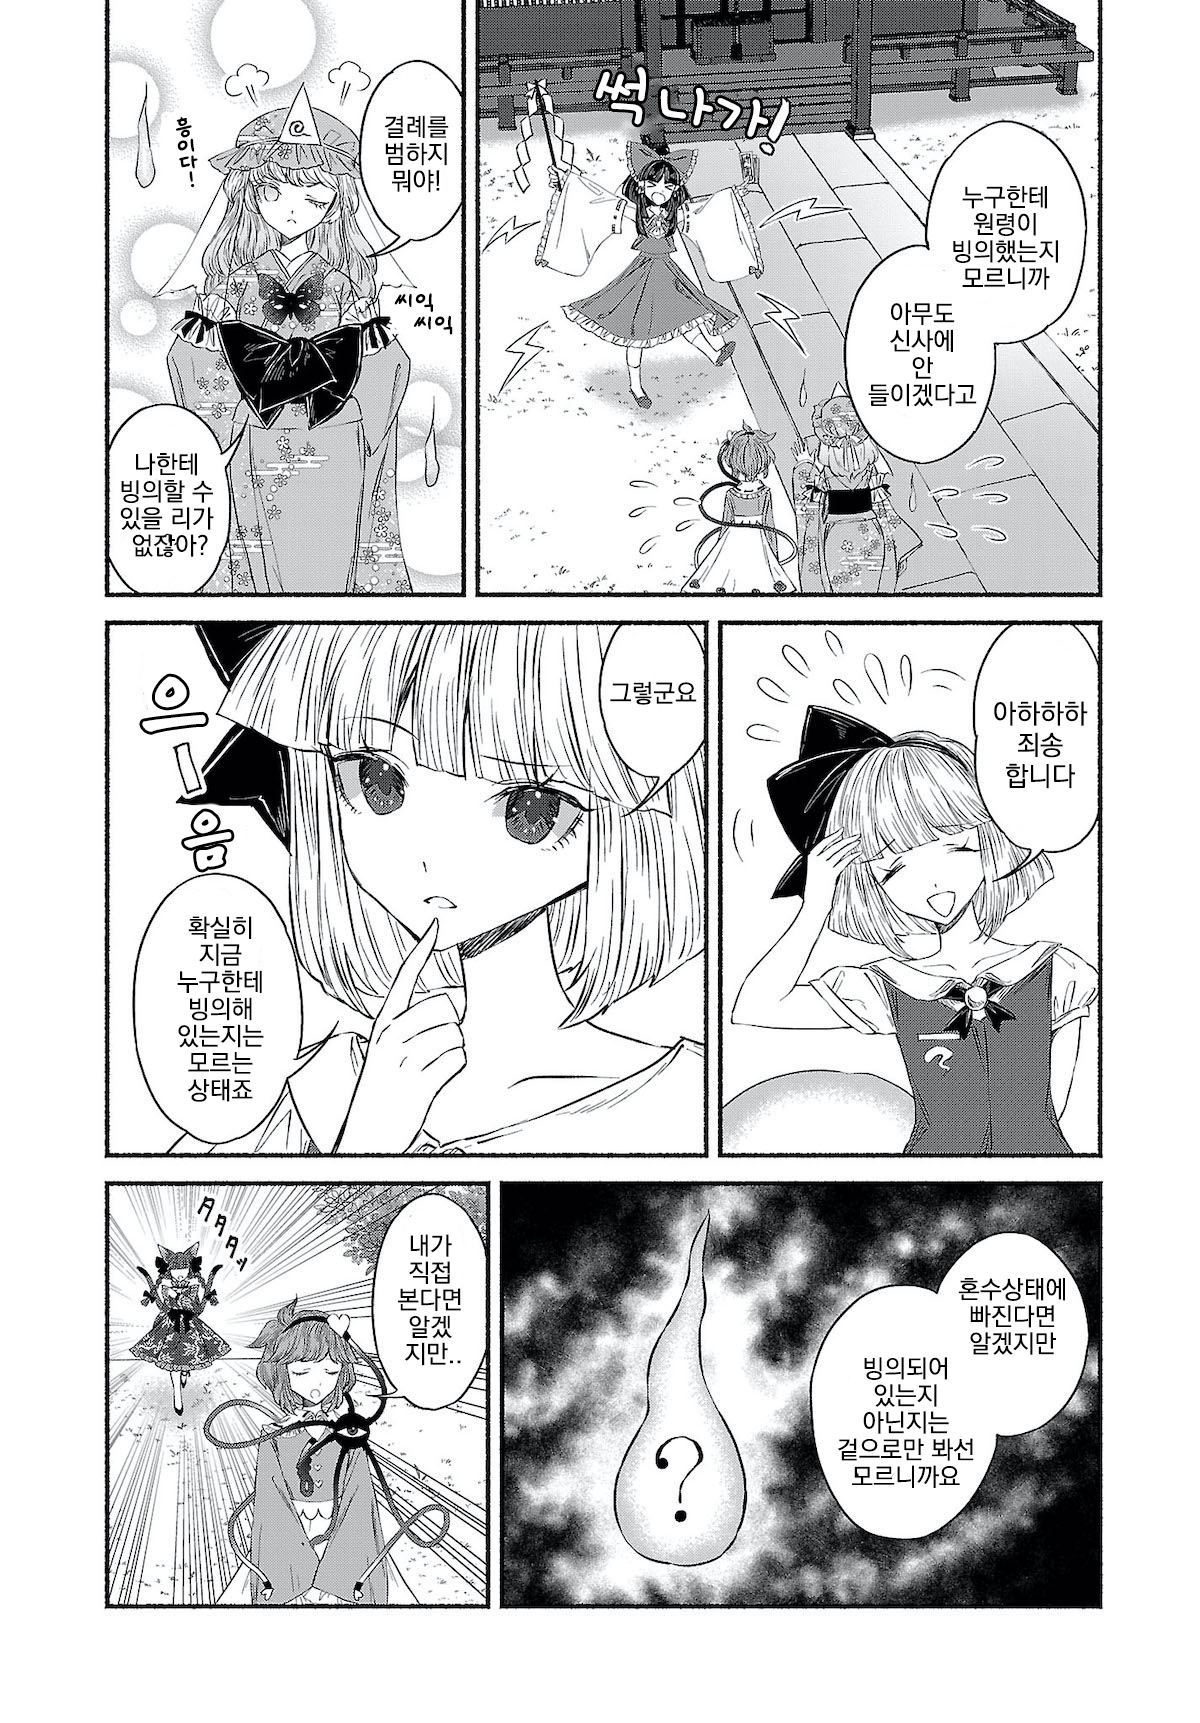 썩 나가!
누구한테
원령이
빙의했는지
모르니까
아무도
신사에
안
들이겠다고
결례를
범하지
뭐야!
흥이다!
씨익
씨익
나한테
빙의할 수
있을 리가
없잖아?
아하하하
죄송
합니다
그렇군요
으
음
확실히
지금
누구한테
빙의해
있는지는
모르는
상태죠
혼수상태에
빠진다면
알겠지만
빙의되어
있는지
아닌지는
겉으로만 봐선
모르니까요
?
내가
직접
본다면
알겠
지만..
タタタッ